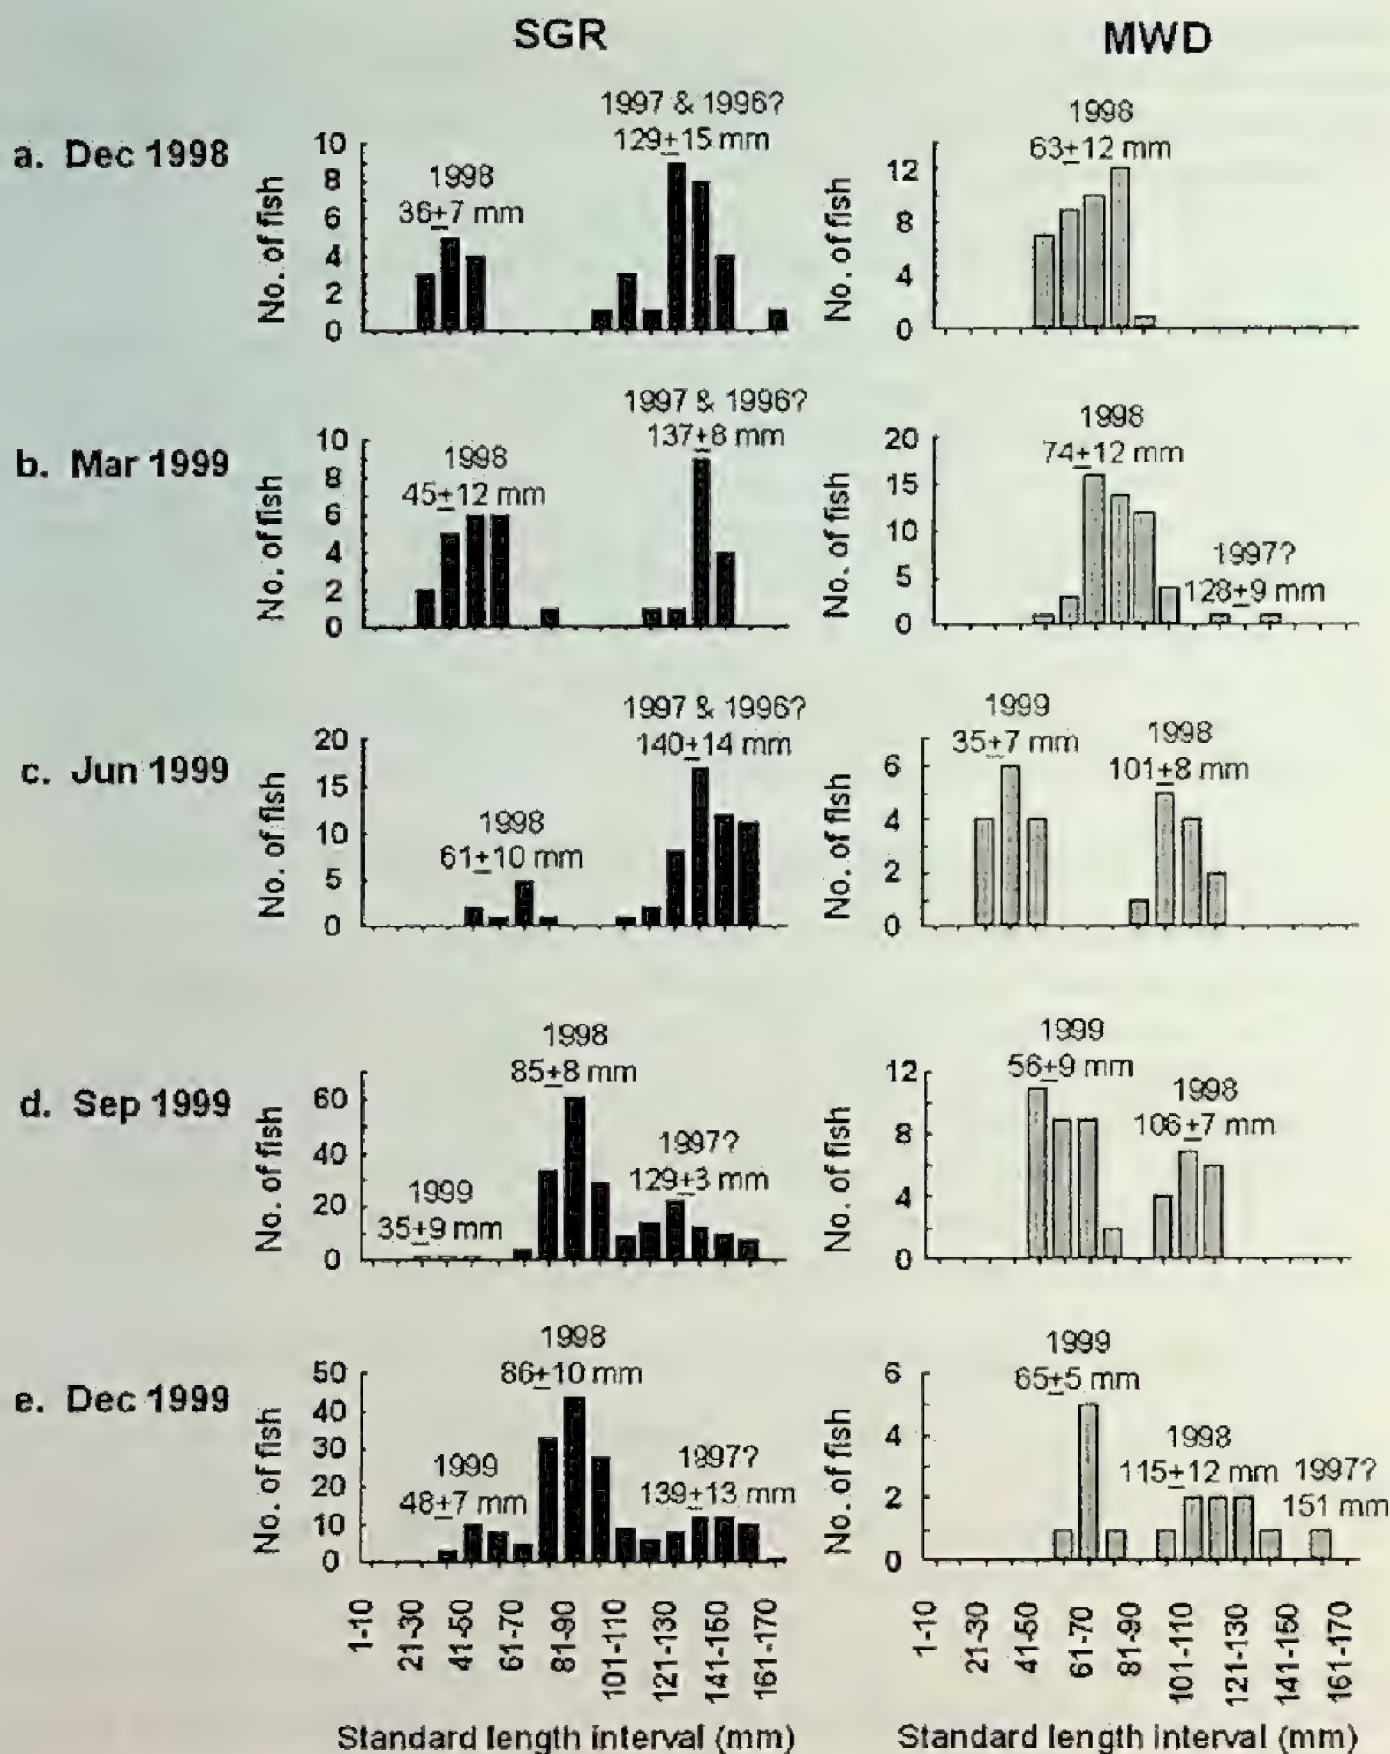 SGR
MWD
a. Dec 1998
No. of fish
10
8
6
4
2
0
1998
36±7 mm
1997 & 1996?
129±15 mm
No. of fish
12
8
4
0
1998
63±12 mm
b. Mar 1999
No. of fish
10
8
6
4
2
0
1998
45±12 mm
1997 & 1996?
137±8 mm
No. of fish
20
15
10
5
0
1998
74±12 mm
1997?
128±9 mm
c. Jun 1999
No. of fish
20
15
10
5
0
1998
61±10 mm
1997 & 1996?
140±14 mm
No. of fish
6
4
2
0
1999
35±7 mm
1998
101±8 mm
d. Sep 1999
No. of fish
60
40
20
0
1999
35±9 mm
1998
85±8 mm
1997?
129±3 mm
No. of fish
12
8
4
0
1999
56±9 mm
1998
106±7 mm
e. Dec 1999
No. of fish
50
40
30
20
10
0
1999
48±7 mm
1998
86±10 mm
1997?
139±13 mm
No. of fish
6
4
2
0
1999
65±5 mm
1998
115±12 mm
1997?
151 mm
1-10
21-30
41-50
61-70
81-90
101-110
121-130
141-150
161-170
Standard length interval (mm)
1-10
21-30
41-50
61-70
81-90
101-110
121-130
141-150
161-170
Standard length interval (mm)